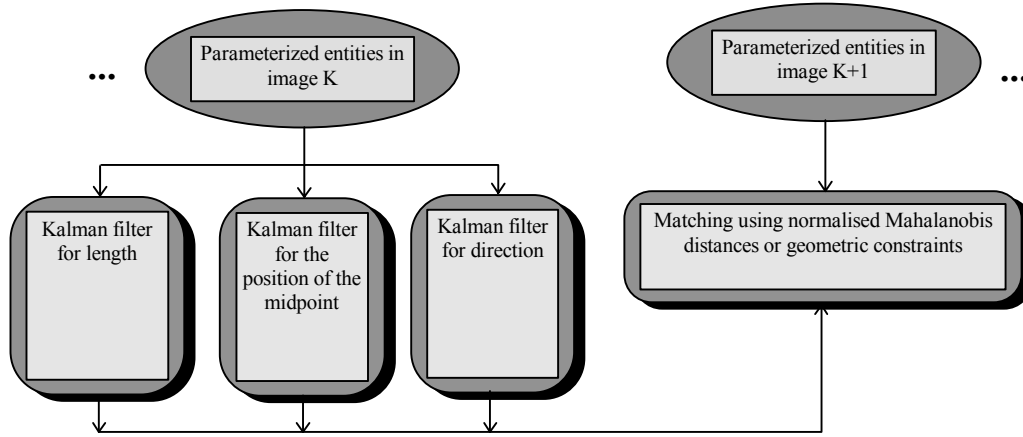 ...
Parameterized entities in
image K
Parameterized entities in
image K+1
...
Kalman filter
for length
Kalman filter
for the
position of the
midpoint
Kalman filter
for direction
Matching using normalised Mahalanobis
distances or geometric constraints